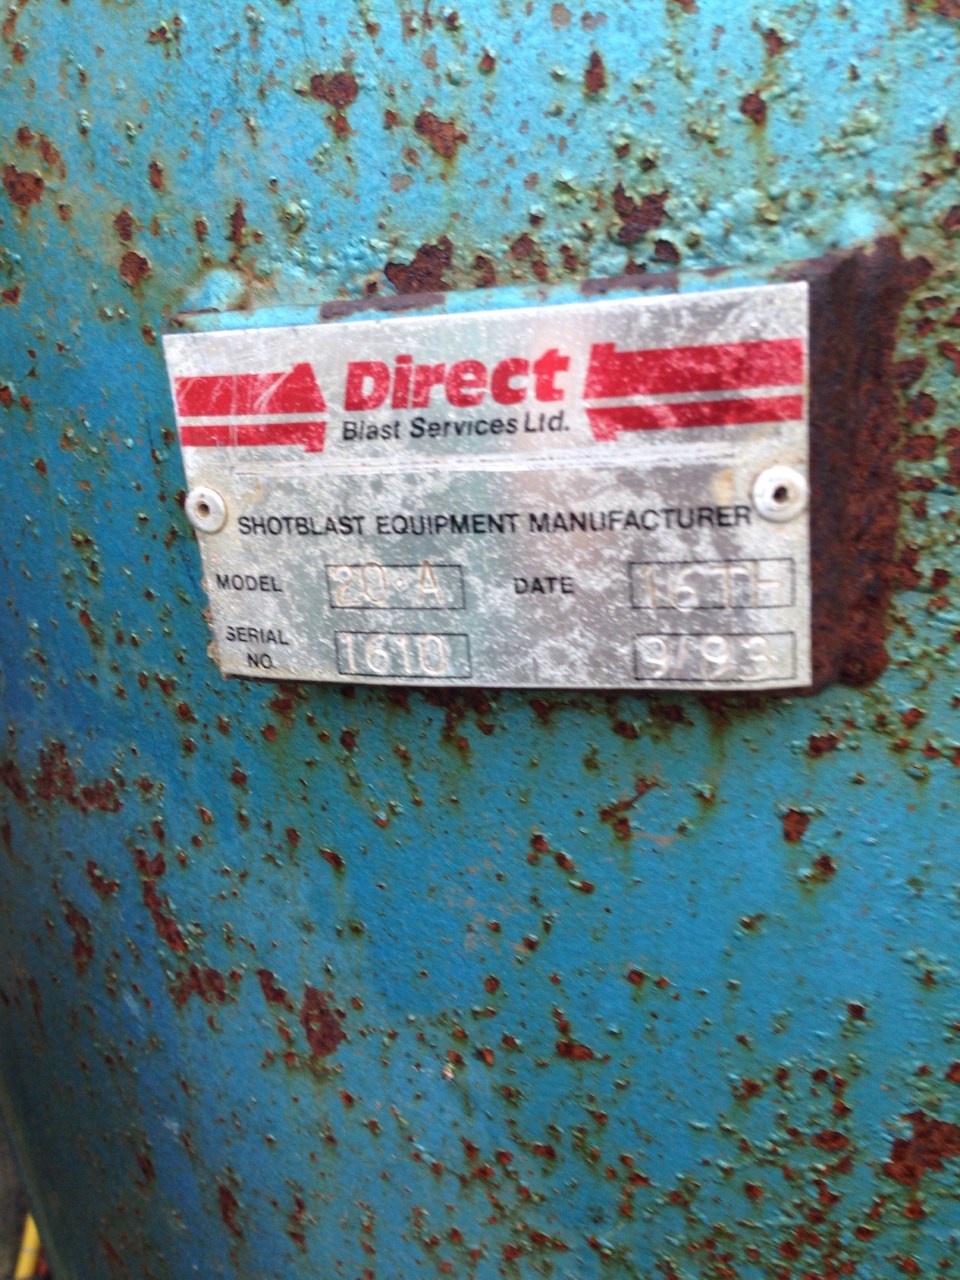 Direct
Blast Services Ltd.
SHOTBLAST EQUIPMENT MANUFACTURER
MODEL 20-A DATE 16TH
SERIAL NO. 1610 9/93